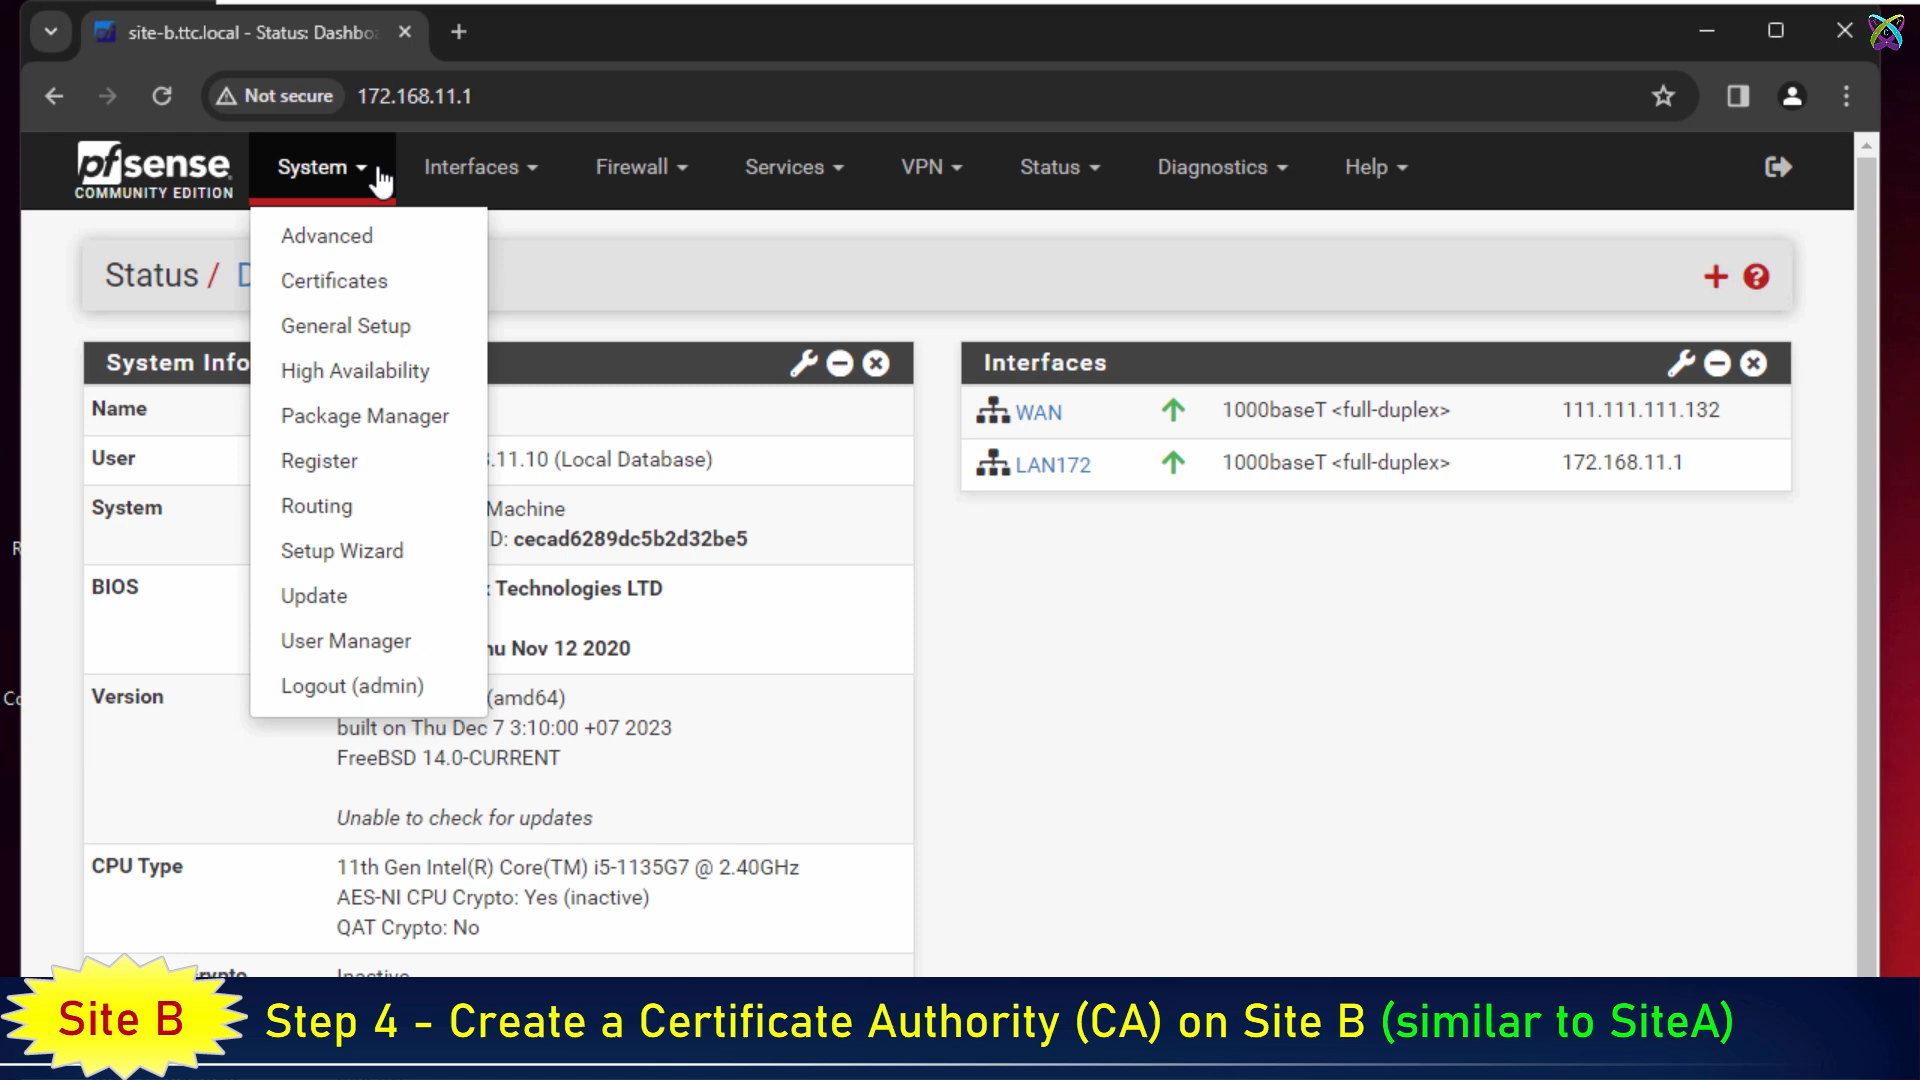 site-b.ttc.local - Status: Dashbo
Not secure
172.168.11.1
pfsense
COMMUNITY EDITION
System
Interfaces
Firewall
Services
VPN
Status
Diagnostics
Help
Advanced
Certificates
General Setup
High Availability
Package Manager
Register
Routing
Setup Wizard
Update
User Manager
Logout (admin)
Status / D
System Info
Name
User
.11.10 (Local Database)
System
Machine
D: cecad6289dc5b2d32be5
BIOS
Technologies LTD
Nov 12 2020
Version
(amd64)
built on Thu Dec 7 3:10:00 +07 2023
FreeBSD 14.0-CURRENT
Unable to check for updates
CPU Type
11th Gen Intel(R) Core(TM) i5-1135G7 @ 2.40GHz
AES-NI CPU Crypto: Yes (inactive)
QAT Crypto: No
Inactive
Interfaces
WAN
1000baseT <full-duplex>
111.111.111.132
LAN172
1000baseT <full-duplex>
172.168.11.1
Site B
Step 4 - Create a Certificate Authority (CA) on Site B (similar to SiteA)